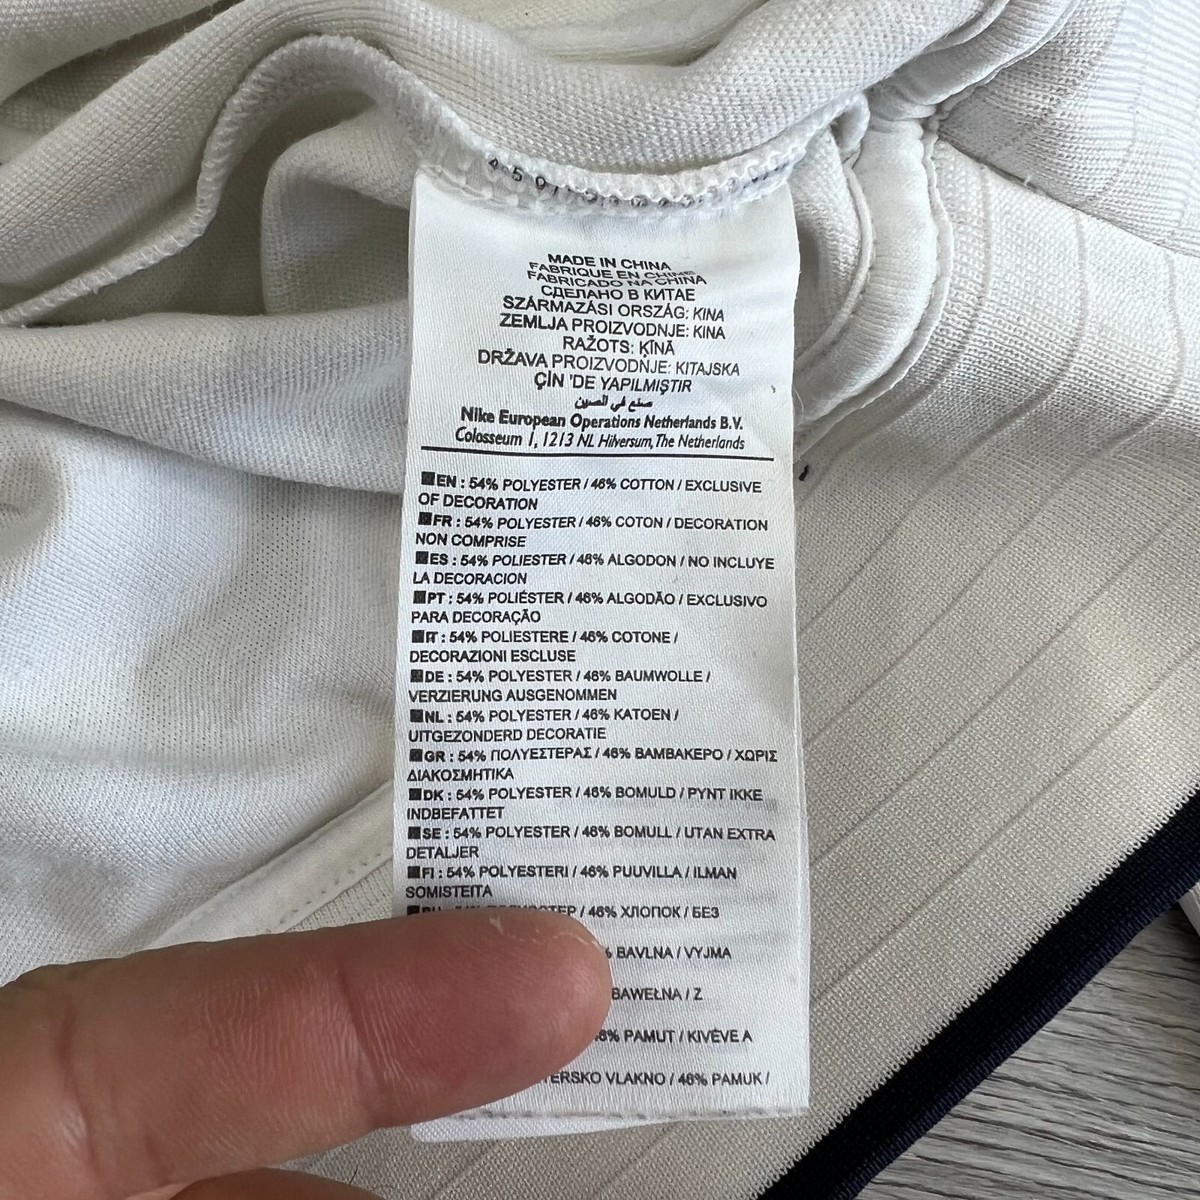 MADE IN CHINA
FABRIQUE EN CHINE
FABRICADO NA CHINA
СДЕЛАНО В КИТАЕ
SZÁRMAZÁSI ORSZÁG: KINA
ZEMLJA PROIZVODNJE: KINA
RAŽOTS: ĶĪNĀ
DRŽAVA PROIZVODNJE: KITAJSKA
ÇİN 'DE YAPILMIŞTIR
صنع في الصين
Nike European Operations Netherlands B.V.
Colosseum 1, 1213 NL Hilversum, The Netherlands
EN : 54% POLYESTER / 46% COTTON / EXCLUSIVE
OF DECORATION
FR : 54% POLYESTER / 46% COTON / DECORATION
NON COMPRISE
ES : 54% POLIESTER / 46% ALGODON / NO INCLUYE
LA DECORACION
PT : 54% POLIÉSTER / 46% ALGODÃO / EXCLUSIVO
PARA DECORAÇÃO
IT : 54% POLIESTERE / 46% COTONE /
DECORAZIONI ESCLUSE
DE : 54% POLYESTER / 46% BAUMWOLLE /
VERZIERUNG AUSGENOMMEN
NL : 54% POLYESTER / 46% KATOEN /
UITGEZONDERD DECORATIE
GR : 54% ΠΟΛΥΕΣΤΕΡΑΣ / 46% ΒΑΜΒΑΚΕΡΟ / ΧΩΡΙΣ
ΔΙΑΚΟΣΜΗΤΙΚΑ
DK : 54% POLYESTER / 46% BOMULD / PYNT IKKE
INDBEFATTET
SE : 54% POLYESTER / 46% BOMULL / UTAN EXTRA
DETALJER
FI : 54% POLYESTERI / 46% PUUVILLA / ILMAN
SOMISTEITA
/ 46% ХЛОПОК / БЕЗ
BAVLNA / VYJMA
BAWEŁNA / Z
PAMUT / KIVÉVE A
VLAKNO / 46% PAMUK /